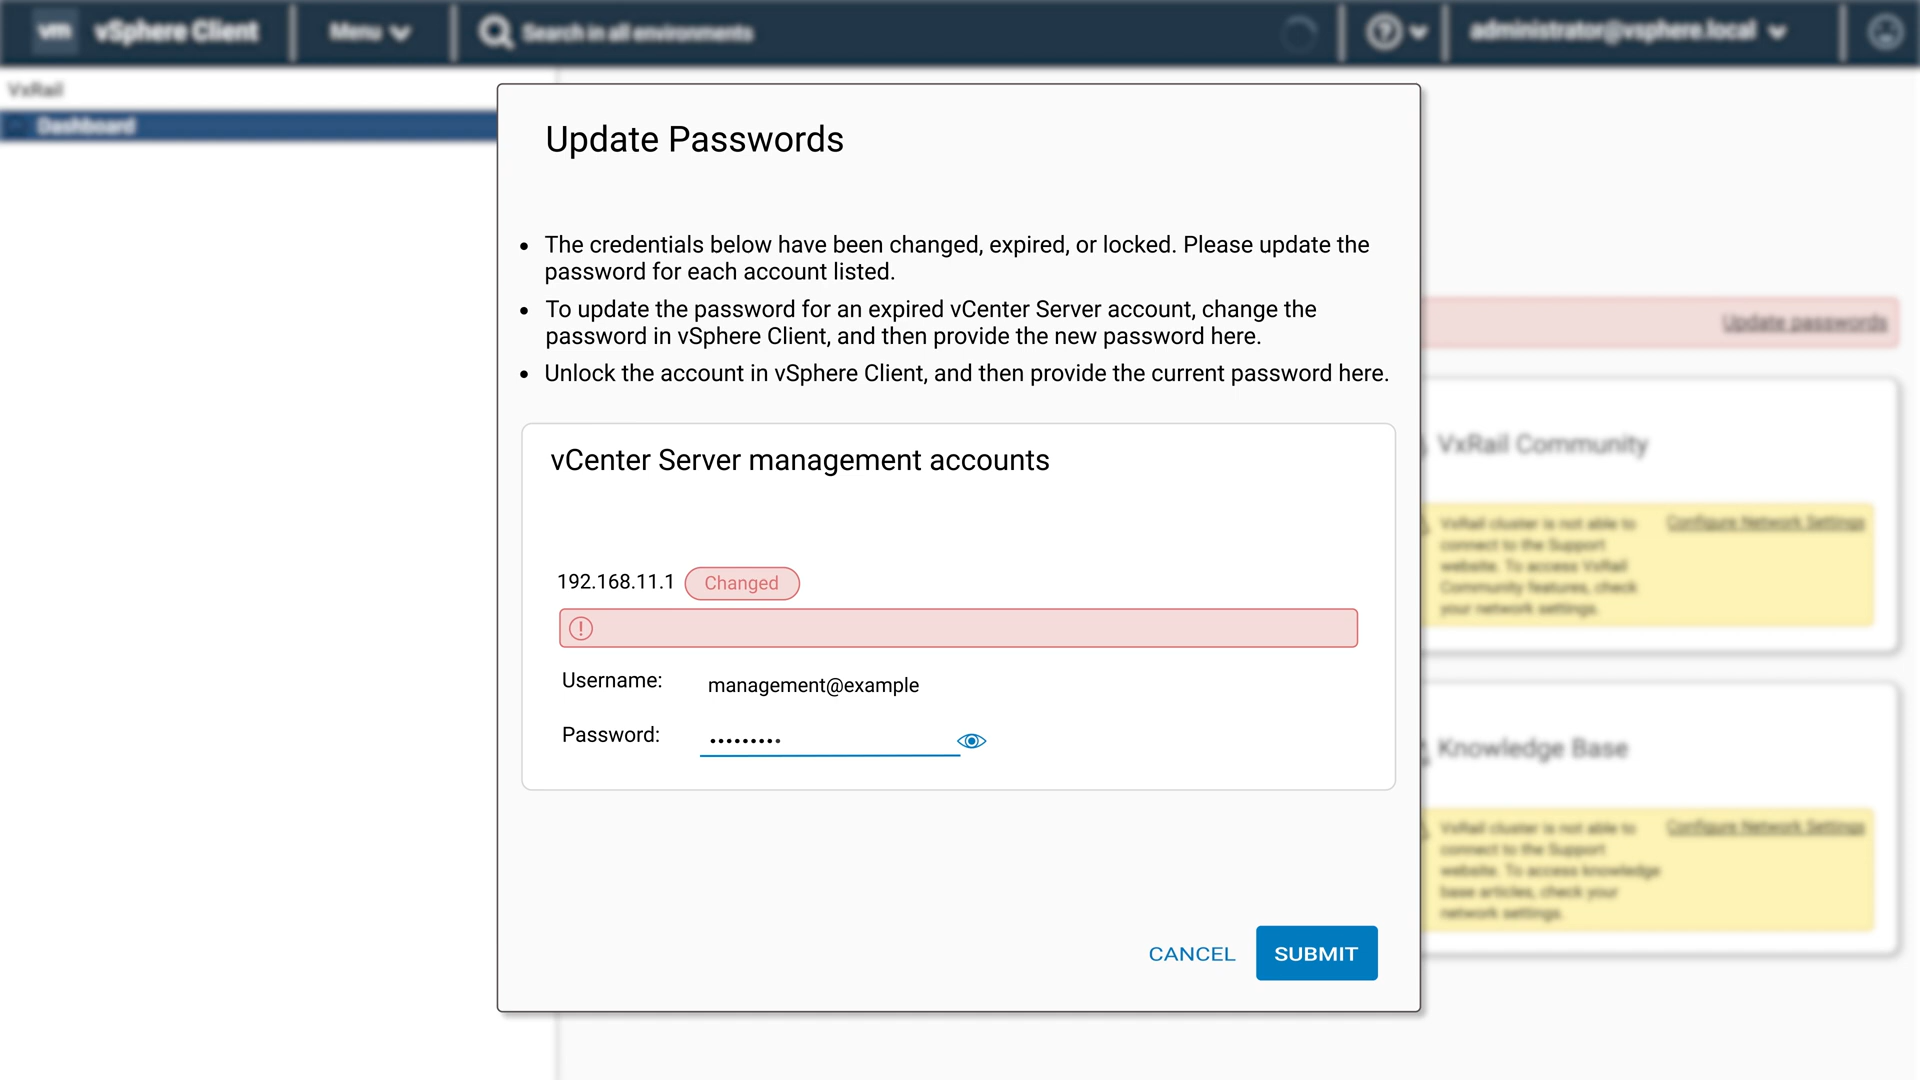 vm vSphere Client Menu Search in all environments administrator@vsphere.local
VxRail
Dashboard
Update Passwords
• The credentials below have been changed, expired, or locked. Please update the
password for each account listed.
• To update the password for an expired vCenter Server account, change the
password in vSphere Client, and then provide the new password here.
• Unlock the account in vSphere Client, and then provide the current password here.
vCenter Server management accounts
192.168.11.1 Changed
Username: management@example
Password: •••••••••
CANCEL SUBMIT
Update passwords
VxRail Community
VxRail cluster is not able to
connect to the Support
website. To access VxRail
Community features, check
your network settings.
Configure Network Settings
Knowledge Base
VxRail cluster is not able to
connect to the Support
website. To access knowledge
base articles, check your
network settings.
Configure Network Settings